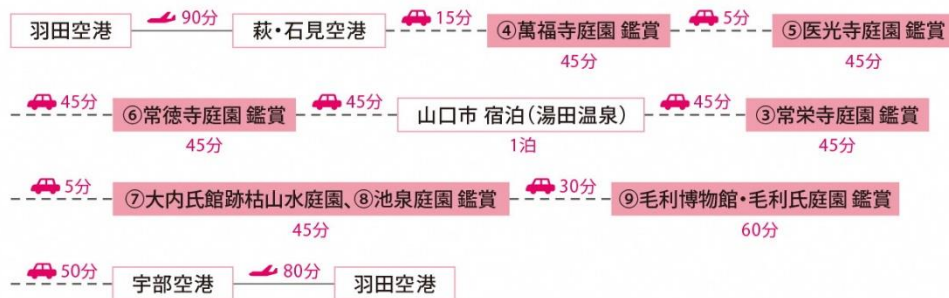 羽田空港 90分 萩・石見空港 15分 ④萬福寺庭園 鑑賞 5分 ⑤医光寺庭園 鑑賞
45分 45分
45分 ⑥常徳寺庭園 鑑賞 45分 山口市 宿泊(湯田温泉) 45分 ③常栄寺庭園 鑑賞
45分 1泊 45分
5分 ⑦大内氏館跡枯山水庭園、⑧池泉庭園 鑑賞 30分 ⑨毛利博物館・毛利氏庭園 鑑賞
45分 60分
50分 宇部空港 80分 羽田空港